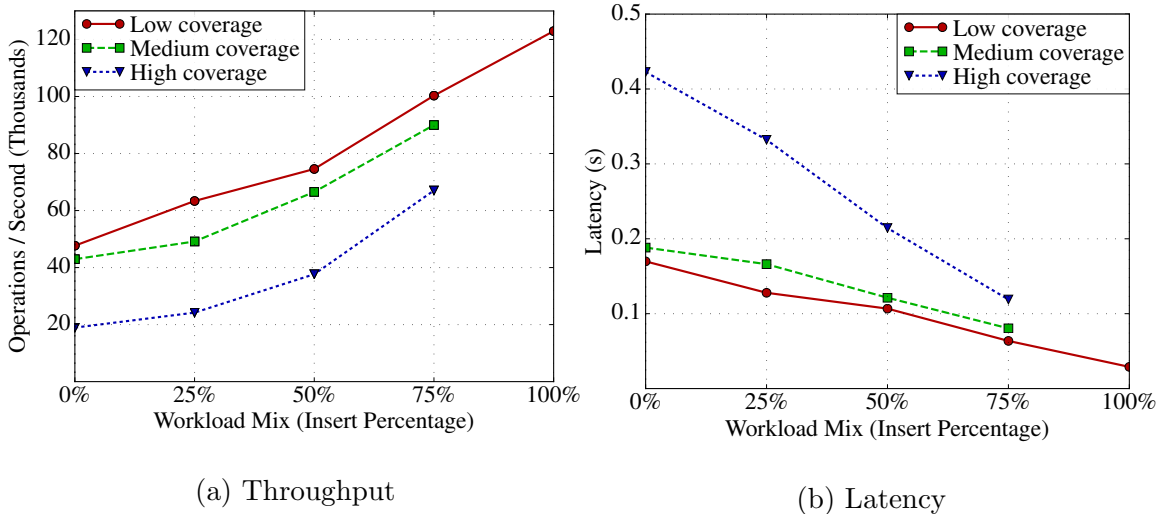 120
100
80
60
40
20
Operations / Second (Thousands)
Low coverage
Medium coverage
High coverage
0%
25%
50%
75%
100%
Workload Mix (Insert Percentage)
(a) Throughput
0.5
0.4
0.3
0.2
0.1
Latency (s)
Low coverage
Medium coverage
High coverage
0%
25%
50%
75%
100%
Workload Mix (Insert Percentage)
(b) Latency